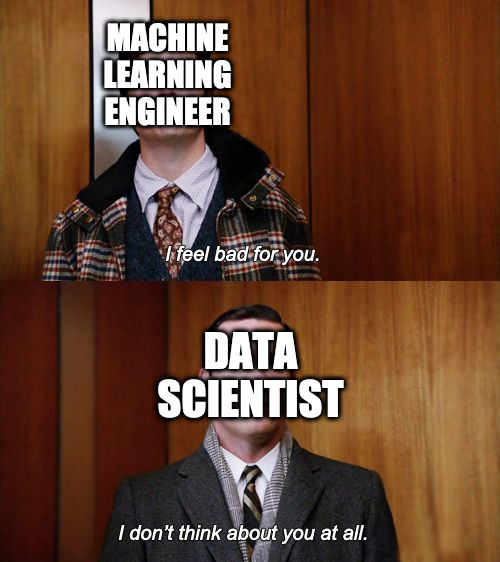 MACHINE
LEARNING
ENGINEER
I feel bad for you.
DATA
SCIENTIST
I don't think about you at all.